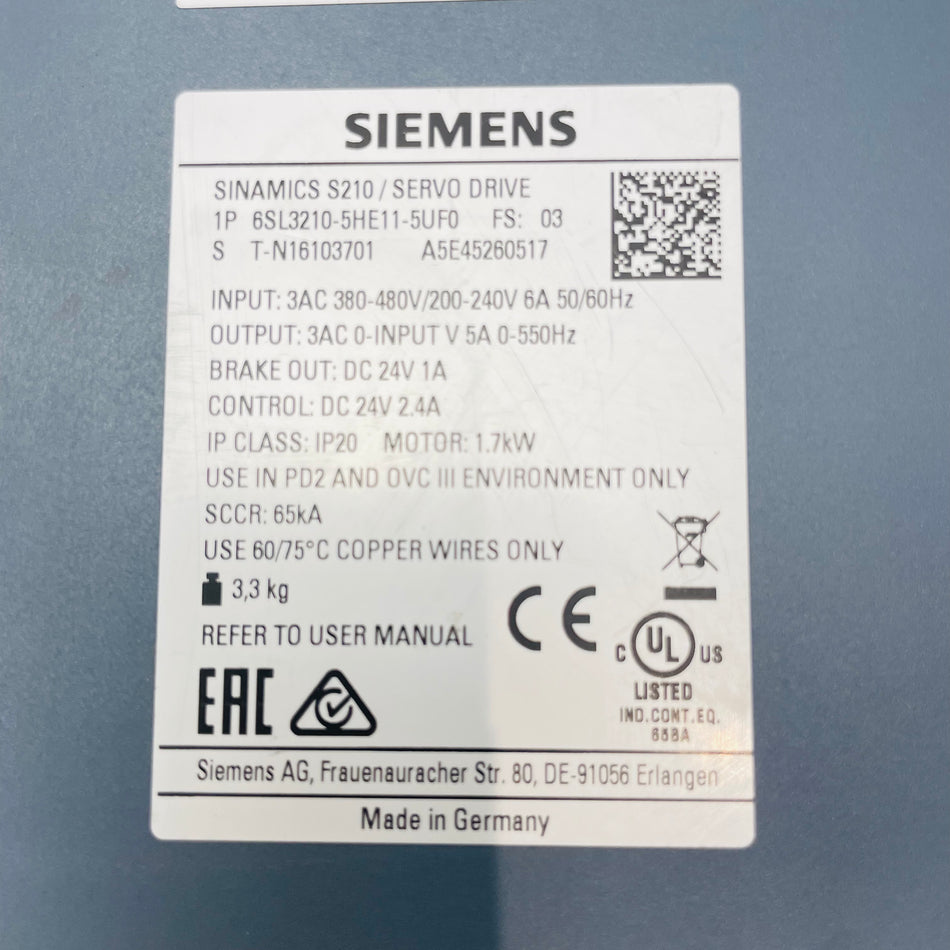 SIEMENS
SINAMICS S210 / SERVO DRIVE
1P 6SL3210-5HE11-5UF0 FS: 03
S T-N16103701 A5E45260517
INPUT: 3AC 380-480V/200-240V 6A 50/60Hz
OUTPUT: 3AC 0-INPUT V 5A 0-550Hz
BRAKE OUT: DC 24V 1A
CONTROL: DC 24V 2.4A
IP CLASS: IP20 MOTOR: 1.7kW
USE IN PD2 AND OVC III ENVIRONMENT ONLY
SCCR: 65kA
USE 60/75°C COPPER WIRES ONLY
3,3 kg
REFER TO USER MANUAL
CE
C UL US
LISTED
IND.CONT.EQ.
EAC
Siemens AG, Frauenauracher Str. 80, DE-91056 Erlangen
Made in Germany